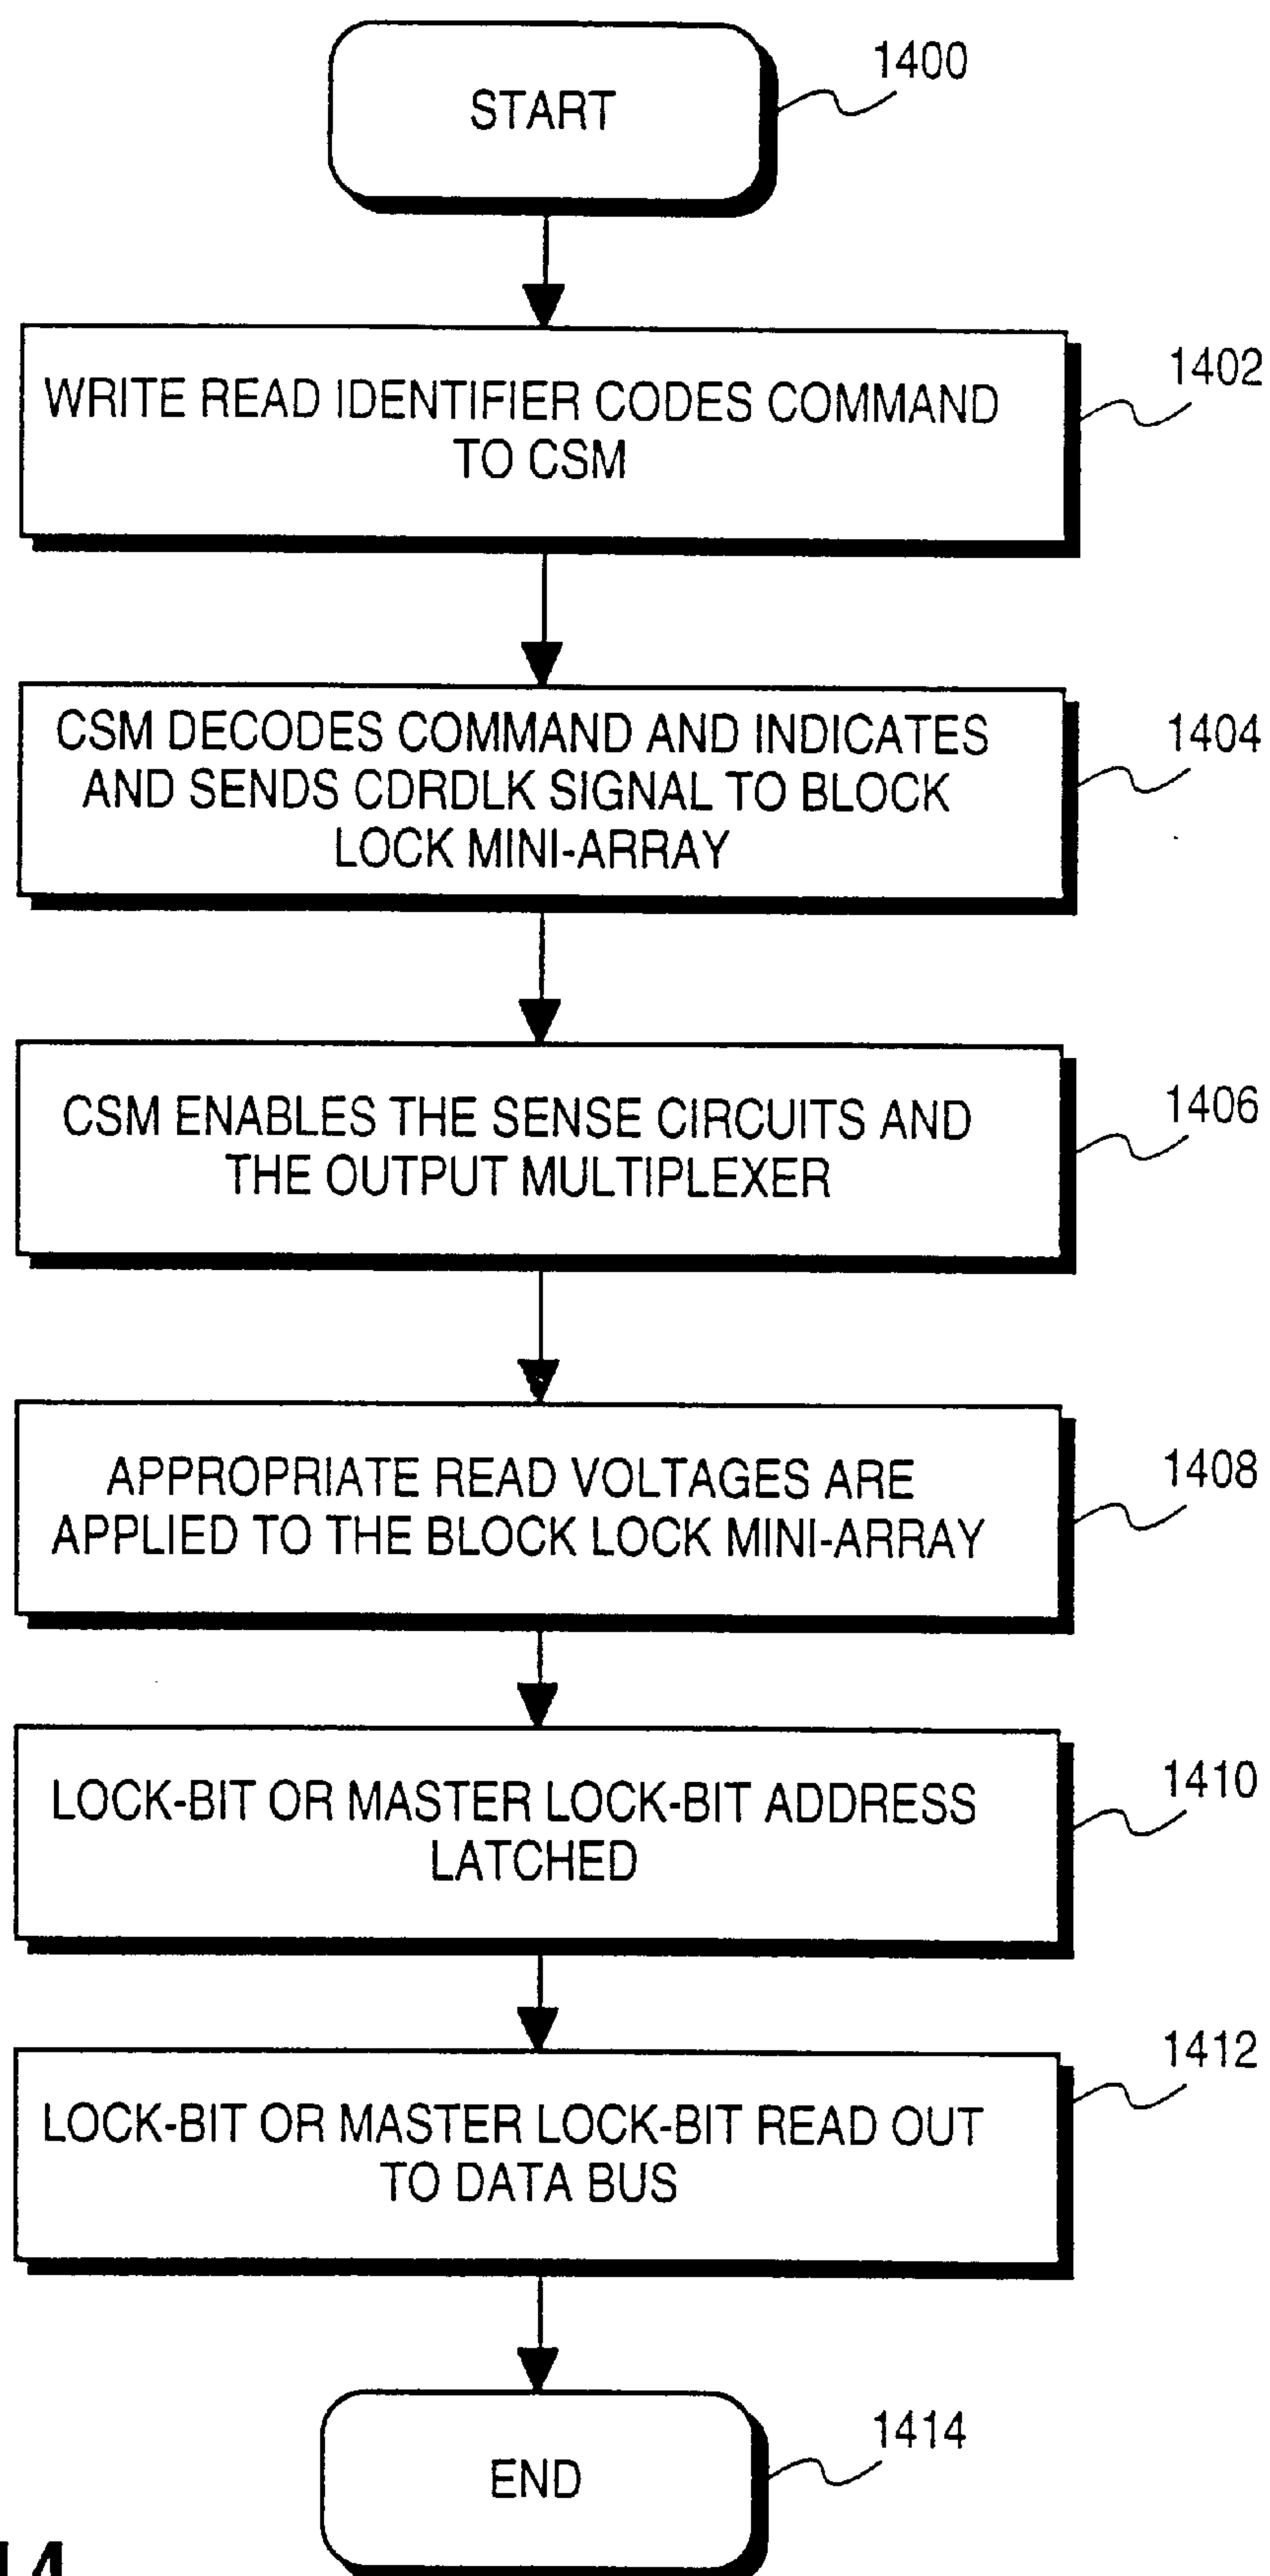 START
1400
WRITE READ IDENTIFIER CODES COMMAND
TO CSM
1402
CSM DECODES COMMAND AND INDICATES
AND SENDS CDRDLK SIGNAL TO BLOCK
LOCK MINI-ARRAY
1404
CSM ENABLES THE SENSE CIRCUITS AND
THE OUTPUT MULTIPLEXER
1406
APPROPRIATE READ VOLTAGES ARE
APPLIED TO THE BLOCK LOCK MINI-ARRAY
1408
LOCK-BIT OR MASTER LOCK-BIT ADDRESS
LATCHED
1410
LOCK-BIT OR MASTER LOCK-BIT READ OUT
TO DATA BUS
1412
END
1414